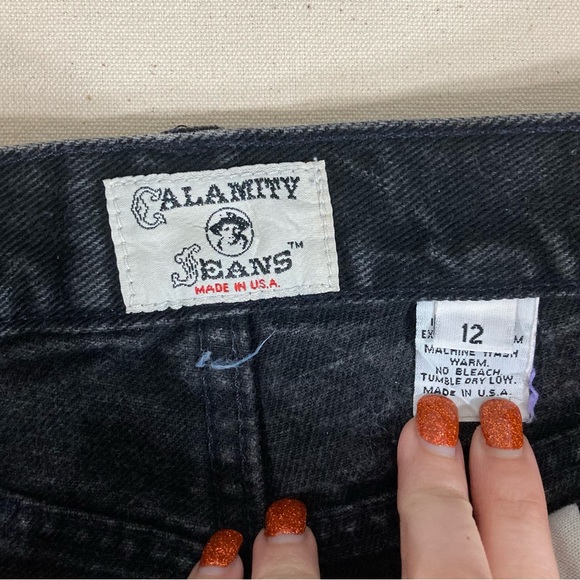 CALAMITY
JEANS™
MADE IN U.S.A.
12
MACHINE WASH
WARM.
NO BLEACH.
TUMBLE DRY LOW.
MADE IN U.S.A.